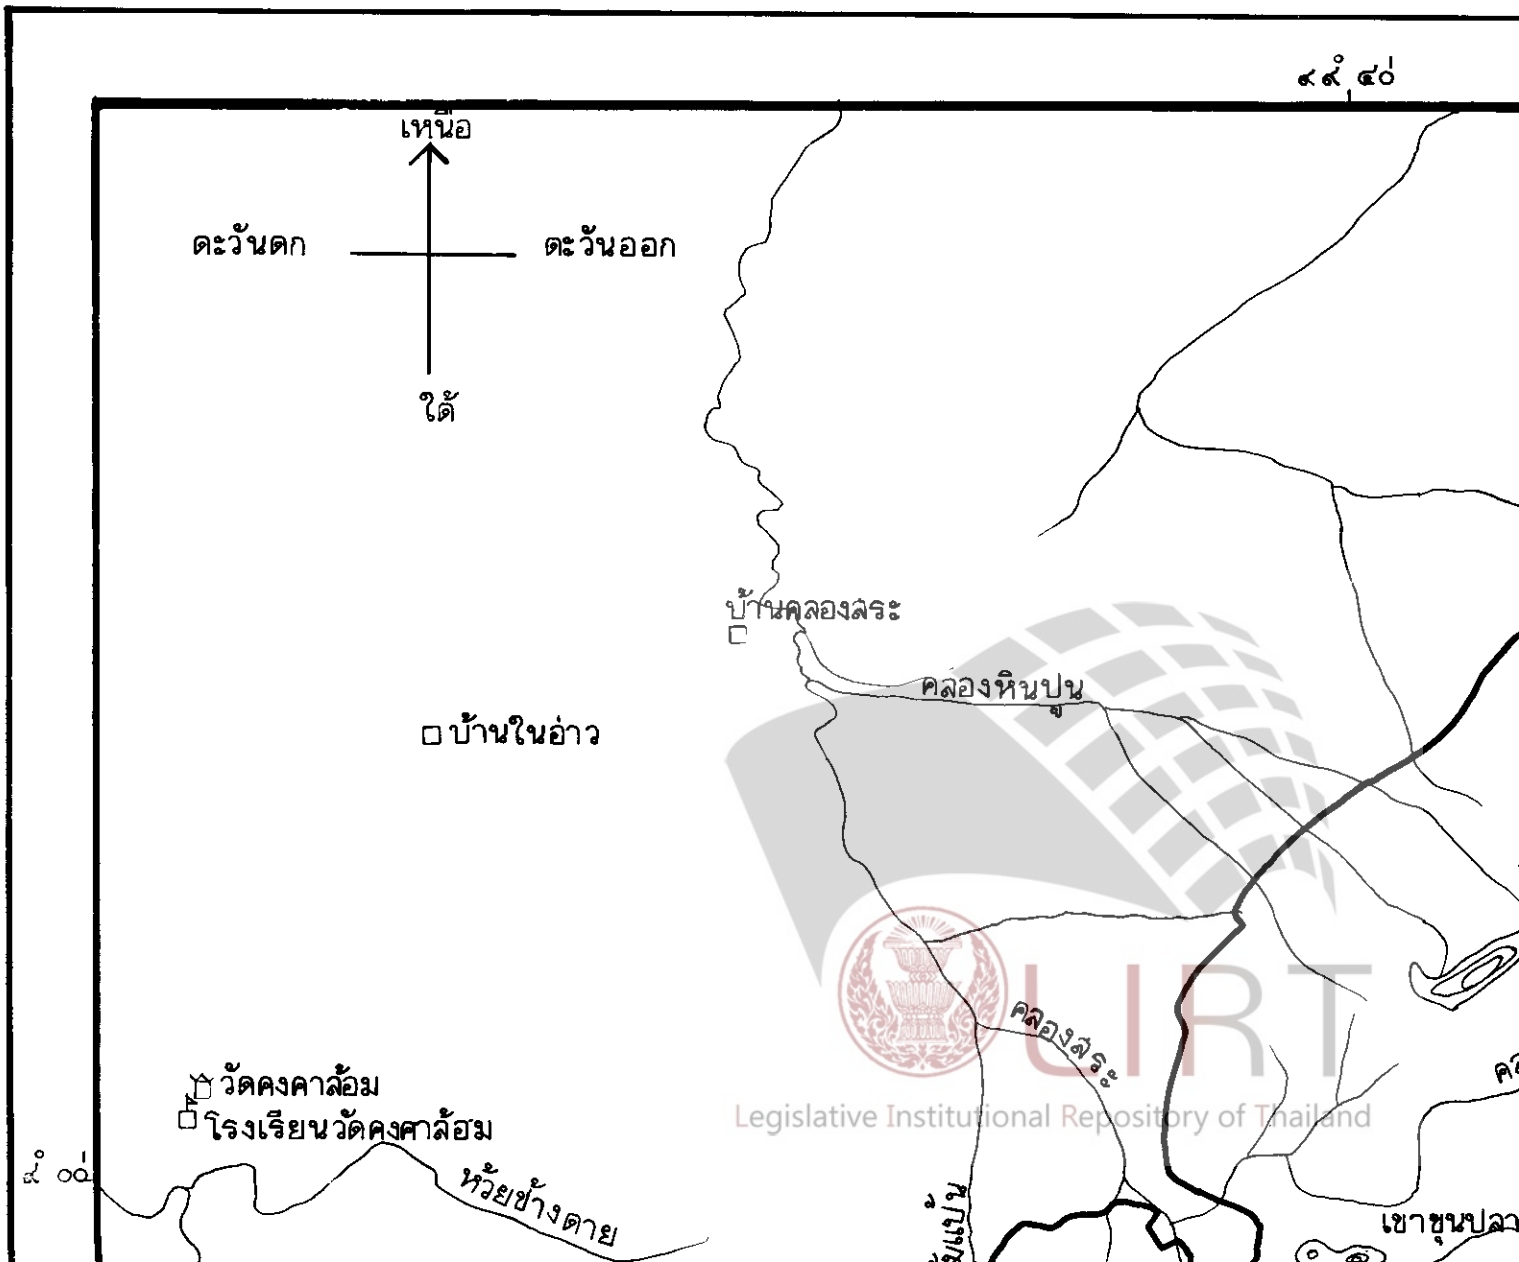 ๙๙° ๔๐'
เหนือ
ตะวันตก
ตะวันออก
ใต้
บ้านคลองสระ
คลองหินปูน
บ้านในอ่าว
คลองสระ
LIRT
Legislative Institutional Repository of Thailand
วัดคงคาล้อม
โรงเรียนวัดคงคาล้อม
ห้วยช้างตาย
เขาขุนปลา